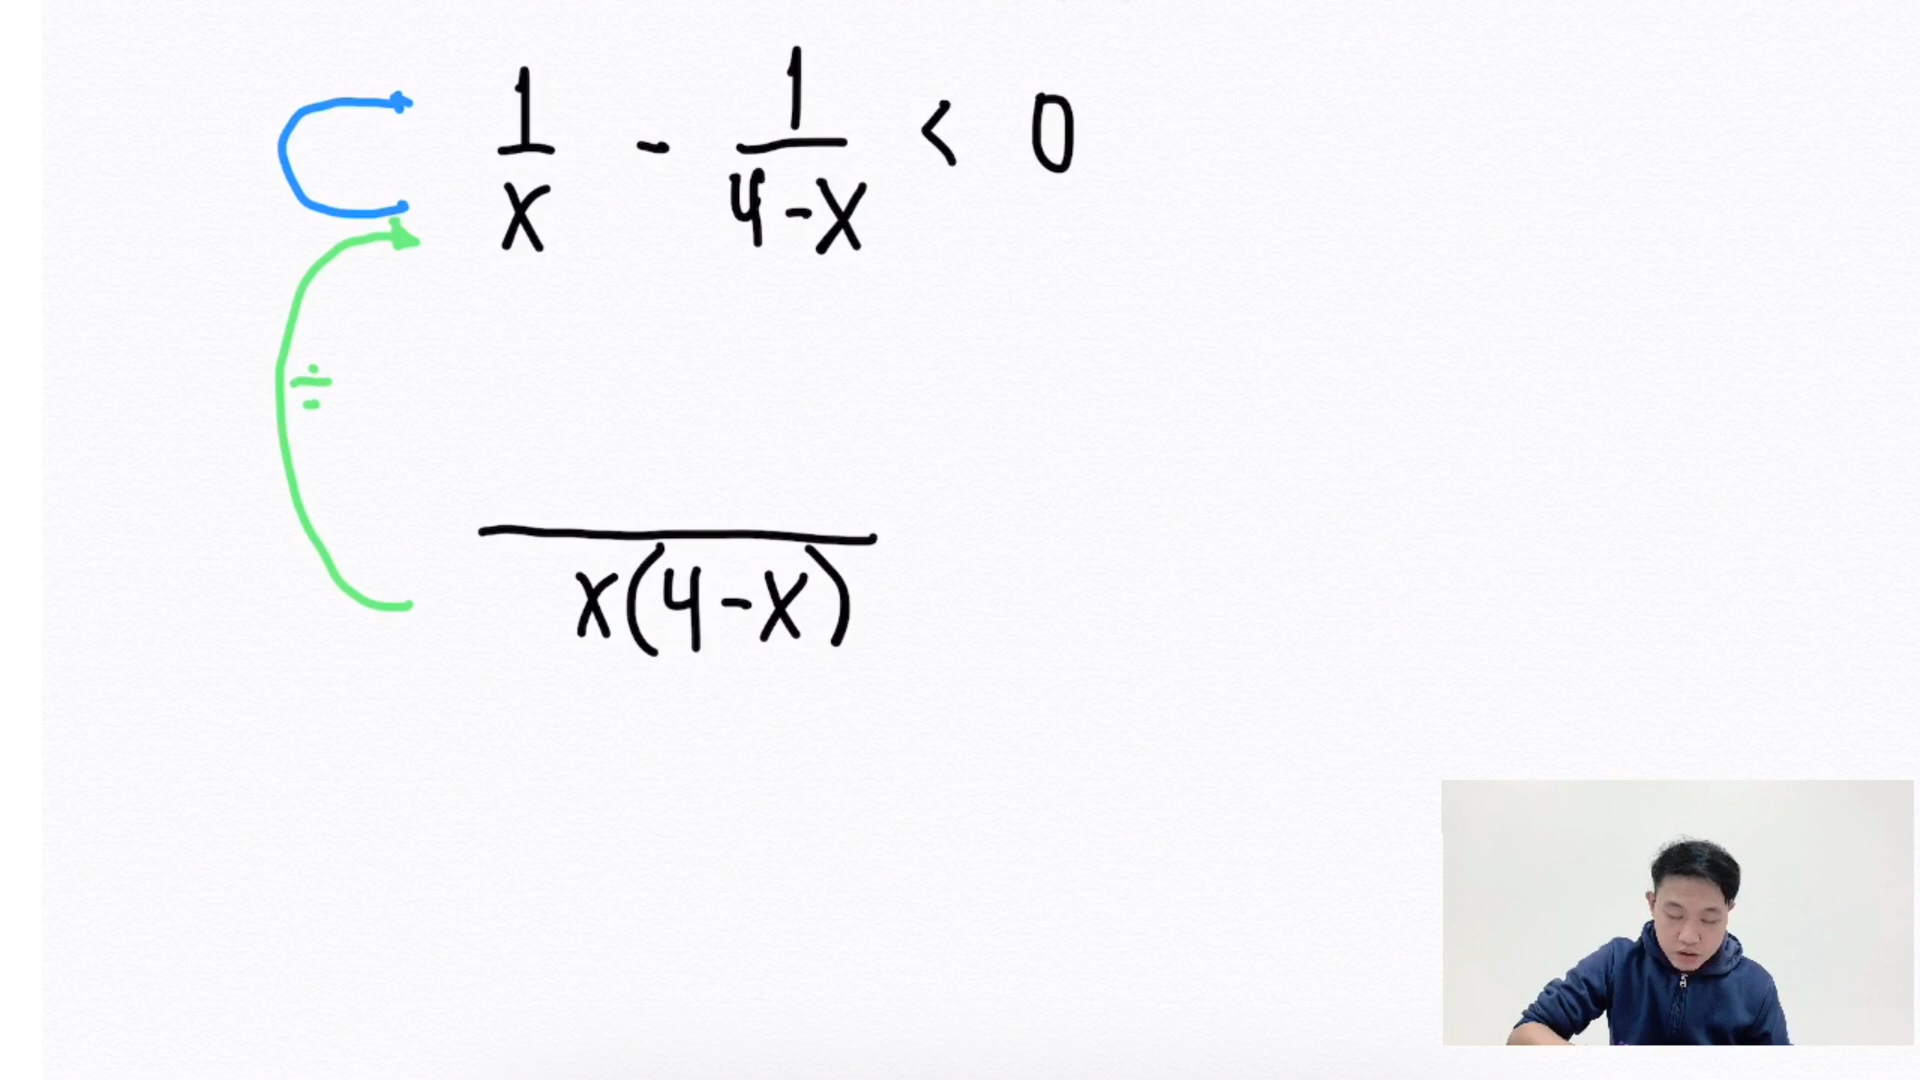 1/x - 1/(4-x) < 0
÷
/x(4-x)